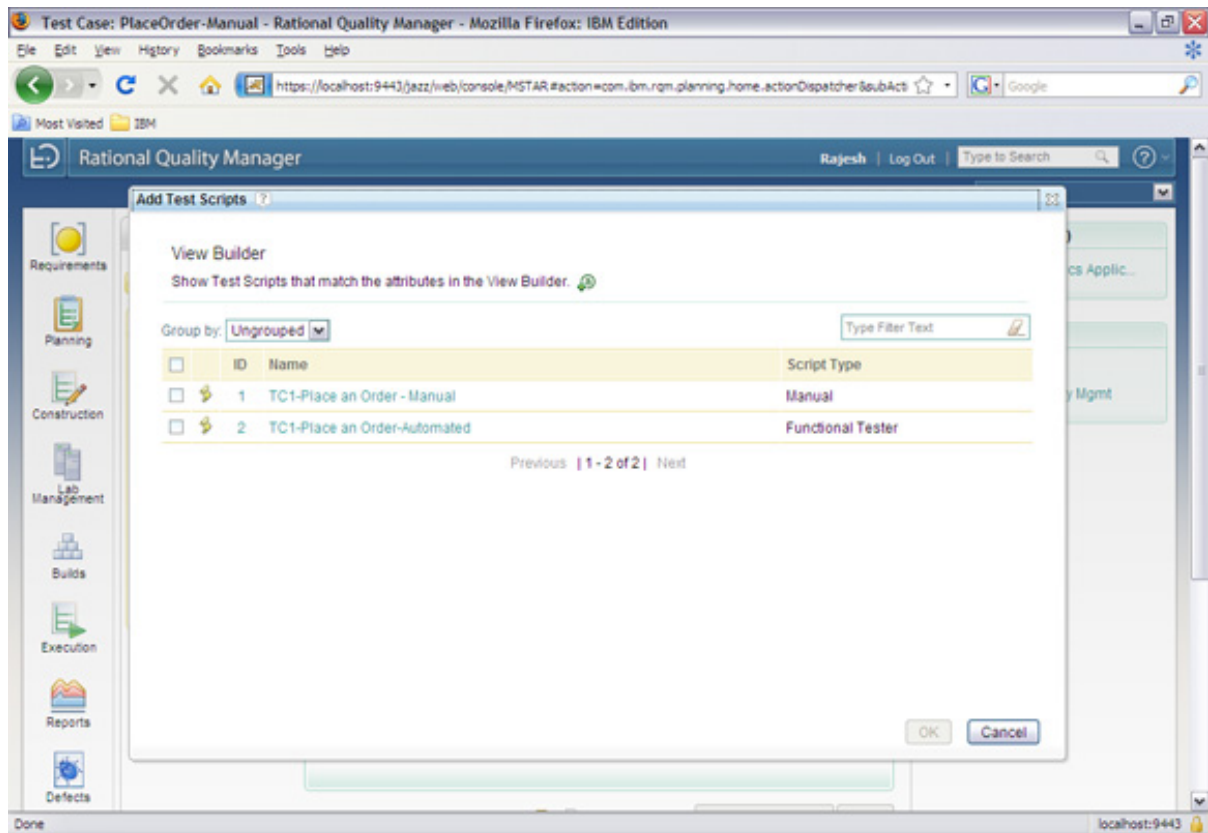 Test Case: PlaceOrder-Manual - Rational Quality Manager - Mozilla Firefox: IBM Edition
File Edit View History Bookmarks Tools Help
https://localhost:9443/jazz/web/console/MSTAR#action=com.ibm.rqm.planning.home.actionDispatcher&subActi
Google
Most Visited IBM
Rational Quality Manager
Rajesh | Log Out | Type to Search
Add Test Scripts
View Builder
Show Test Scripts that match the attributes in the View Builder.
Group by: Ungrouped
Type Filter Text
ID Name Script Type
1 TC1-Place an Order - Manual Manual
2 TC1-Place an Order-Automated Functional Tester
Previous | 1 - 2 of 2 | Next
OK Cancel
Requirements
Planning
Construction
Lab Management
Builds
Execution
Reports
Defects
)
cs Applic...
y Mgmt
Done
localhost:9443